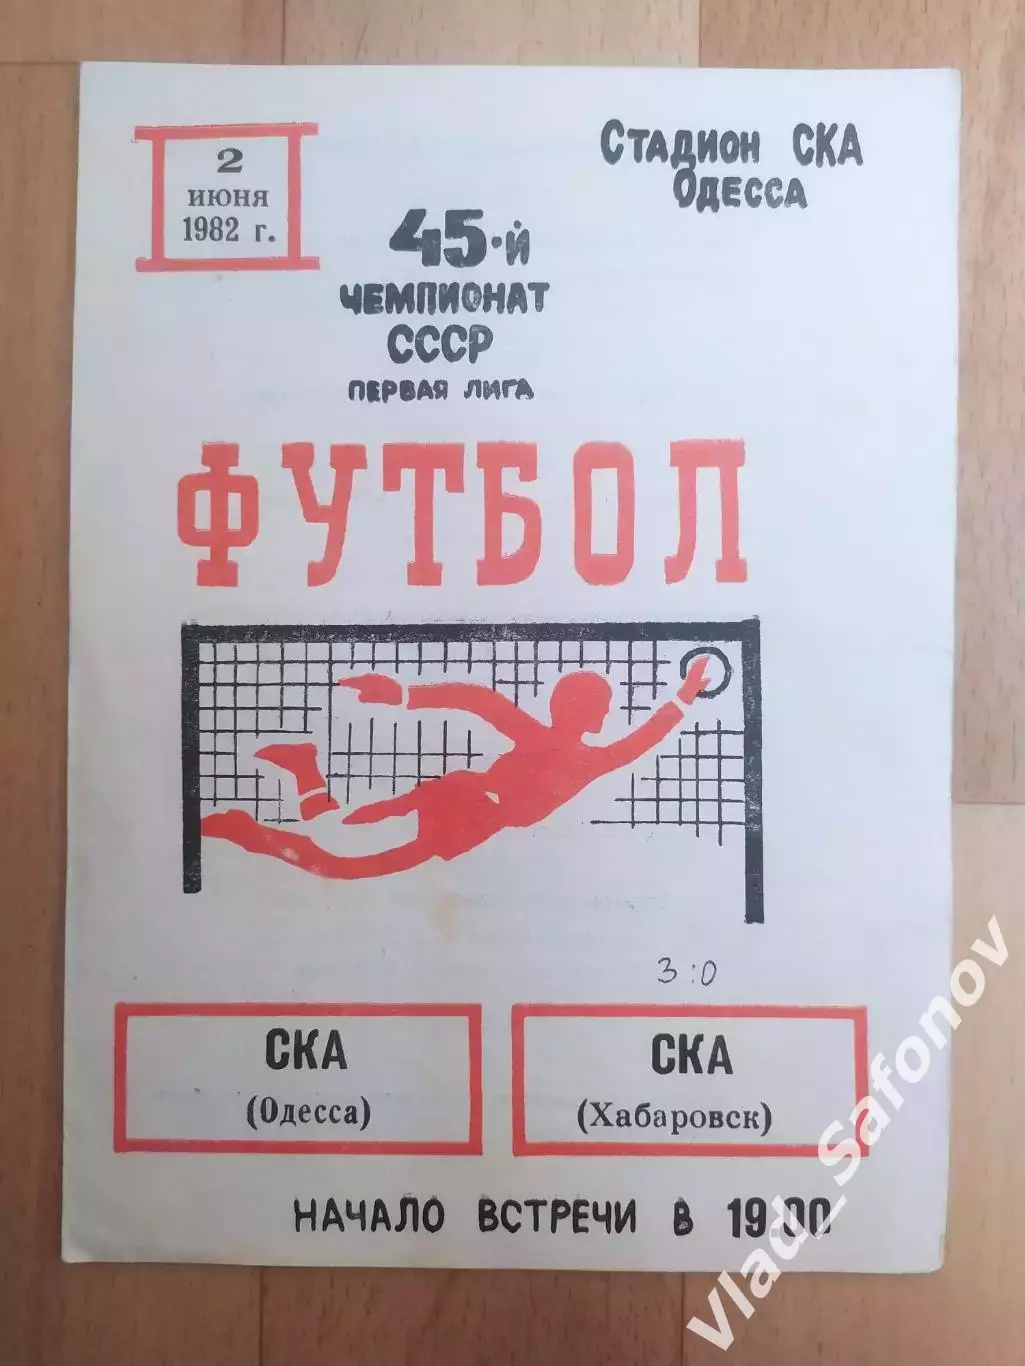 2
июня
1982 г.
Стадион СКА
Одесса
45-й
Чемпионат
СССР
Первая лига
ФУТБОЛ
3:0
СКА
(Одесса)
СКА
(Хабаровск)
Начало встречи в 19.00
Vlad_Safonov